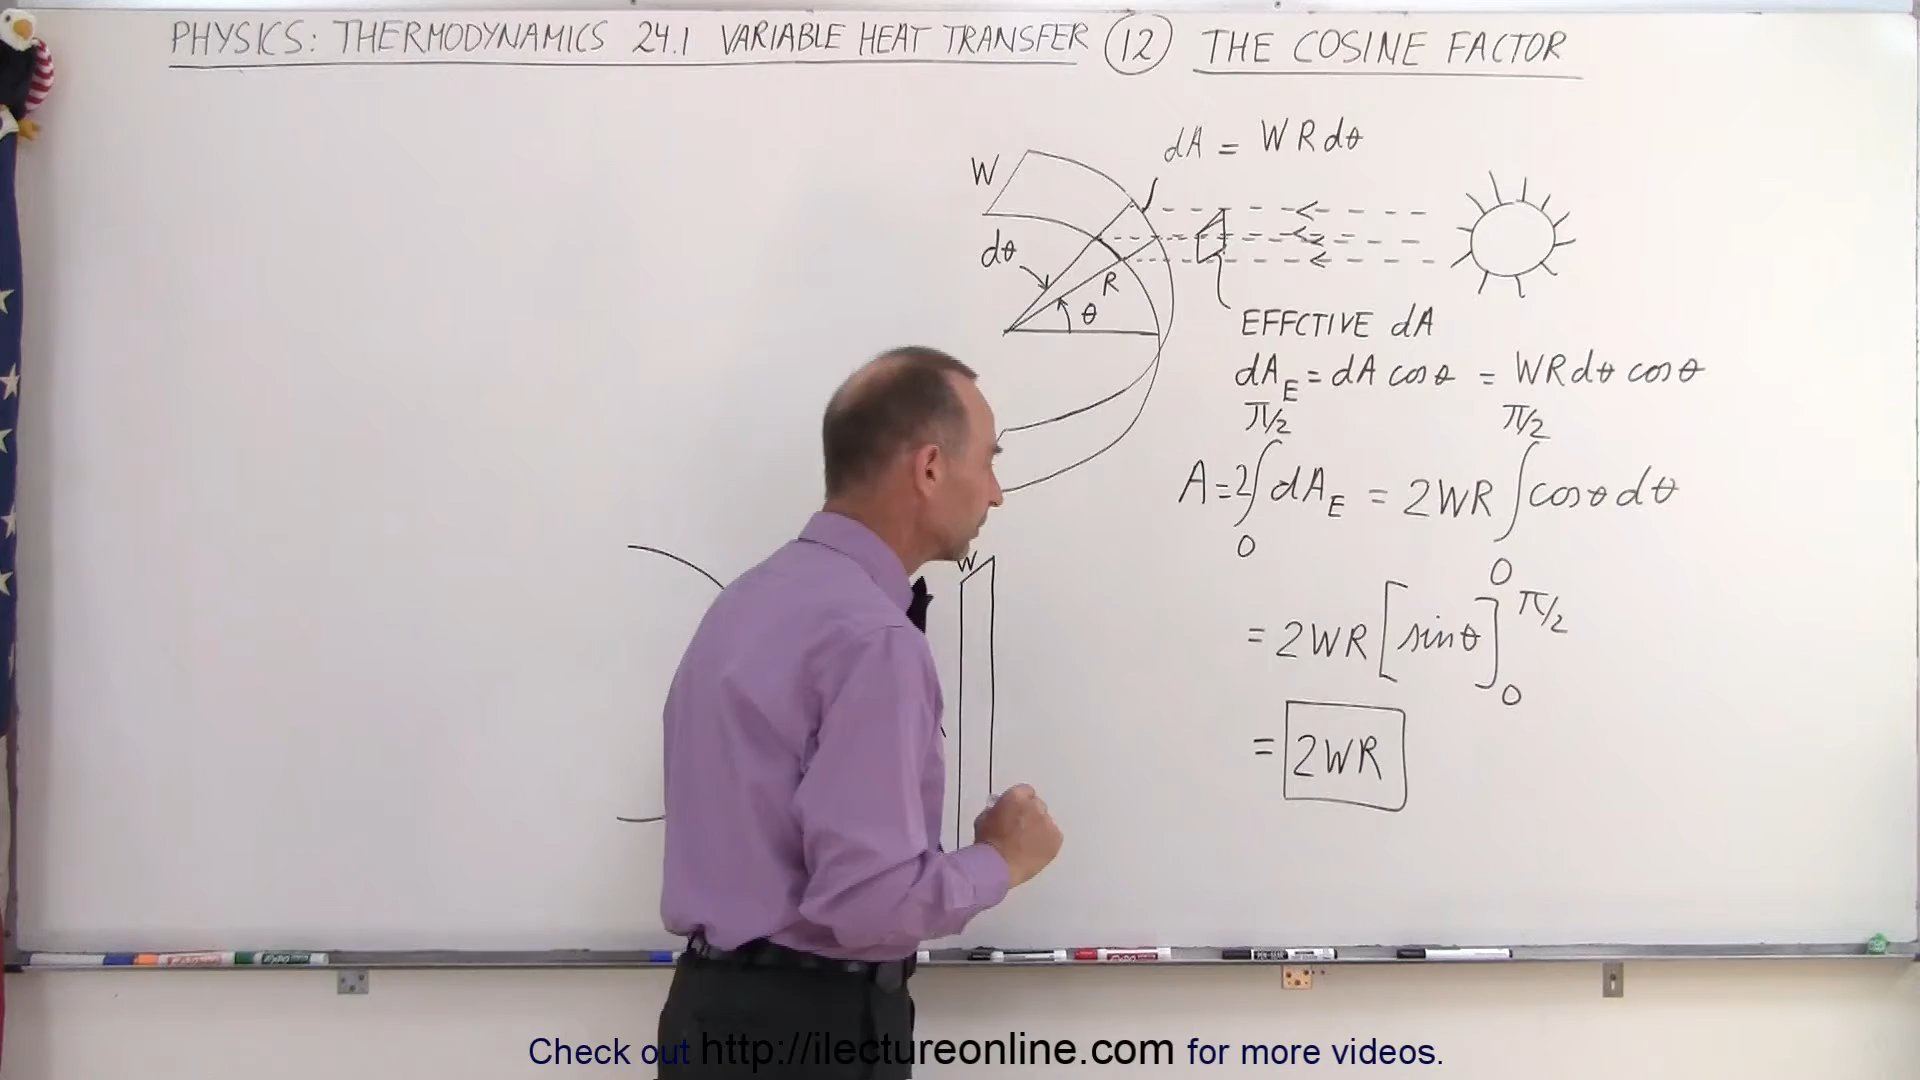 PHYSICS: THERMODYNAMICS 24.1 VARIABLE HEAT TRANSFER 12 THE COSINE FACTOR
dA = WRdθ
W
dθ
R
θ
EFFCTIVE dA
dA_E = dA cosθ = WRdθ cosθ
A = 2∫₀^{π/2} dA_E = 2WR ∫₀^{π/2} cosθ dθ
W
= 2WR [sinθ]₀^{π/2}
= 2WR
Check out http://ilectureonline.com for more videos.